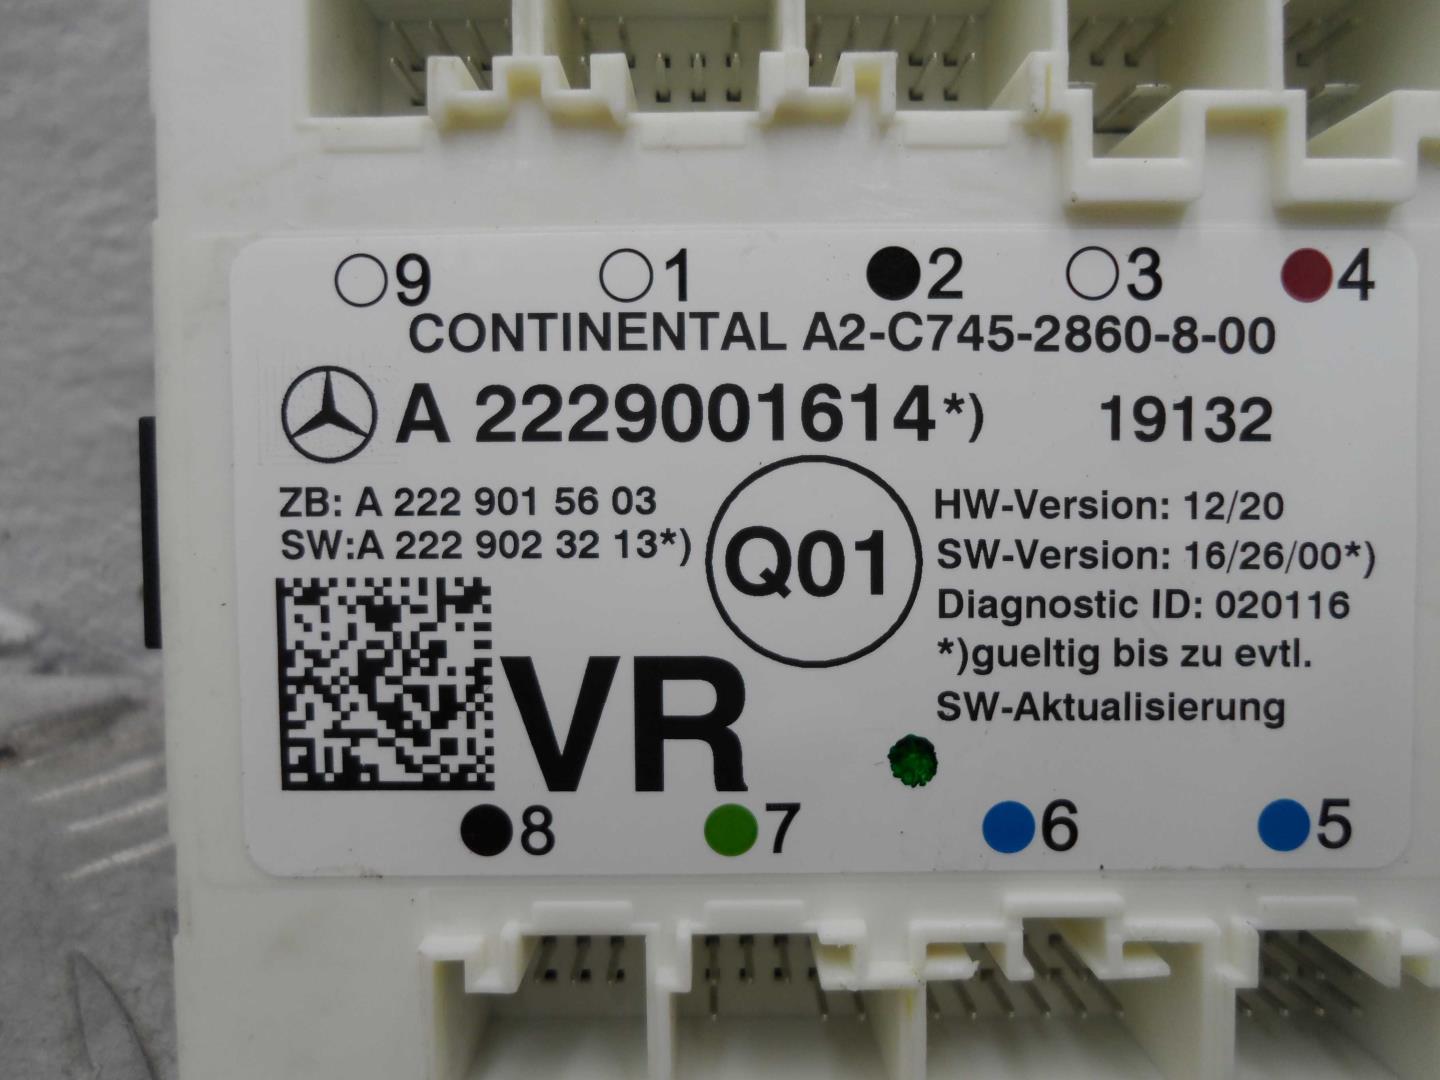 9 1 2 3 4
CONTINENTAL A2-C745-2860-8-00
A 2229001614*) 19132
ZB: A 222 901 56 03
SW:A 222 902 32 13*)
Q01
HW-Version: 12/20
SW-Version: 16/26/00*)
Diagnostic ID: 020116
*)gueltig bis zu evtl.
SW-Aktualisierung
VR
8 7 6 5